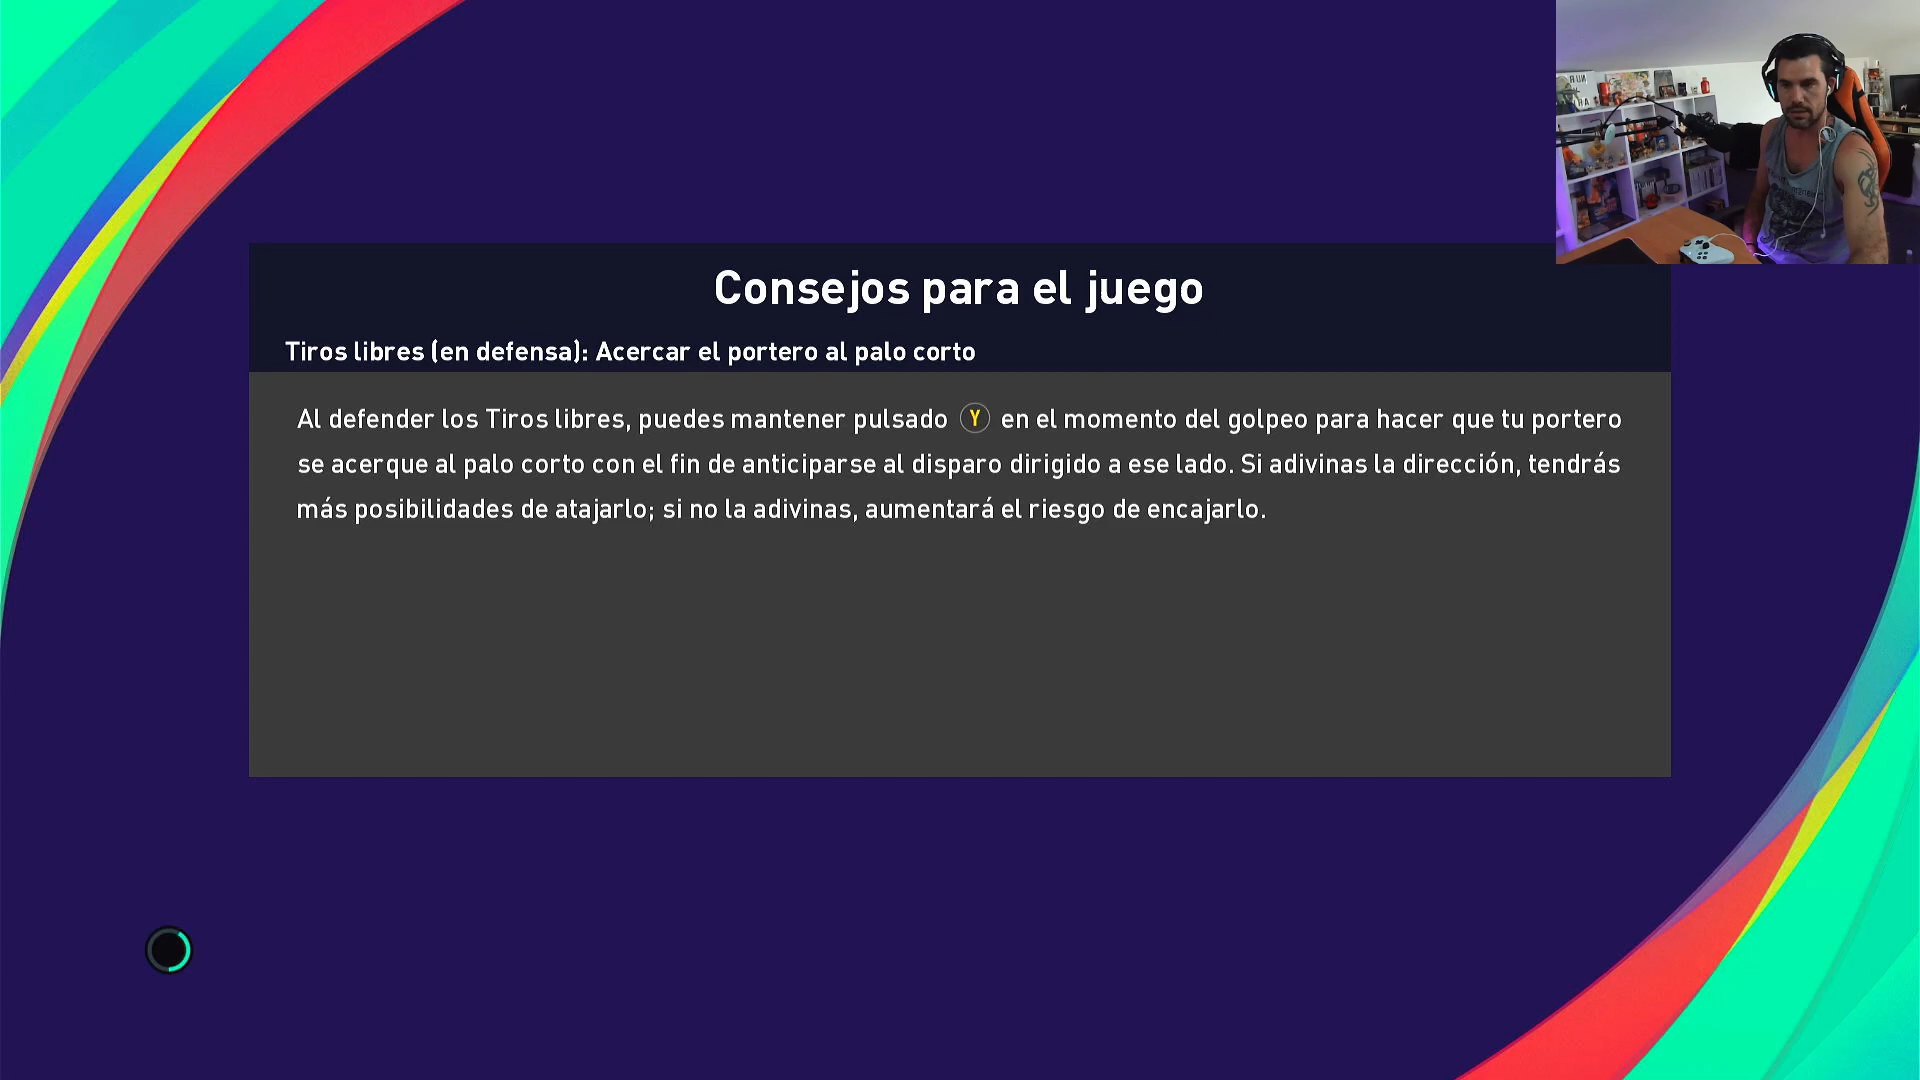 Consejos para el juego
Tiros libres (en defensa): Acercar el portero al palo corto
Al defender los Tiros libres, puedes mantener pulsado Y en el momento del golpeo para hacer que tu portero
se acerque al palo corto con el fin de anticiparse al disparo dirigido a ese lado. Si adivinas la dirección, tendrás
más posibilidades de atajarlo; si no la adivinas, aumentará el riesgo de encajarlo.